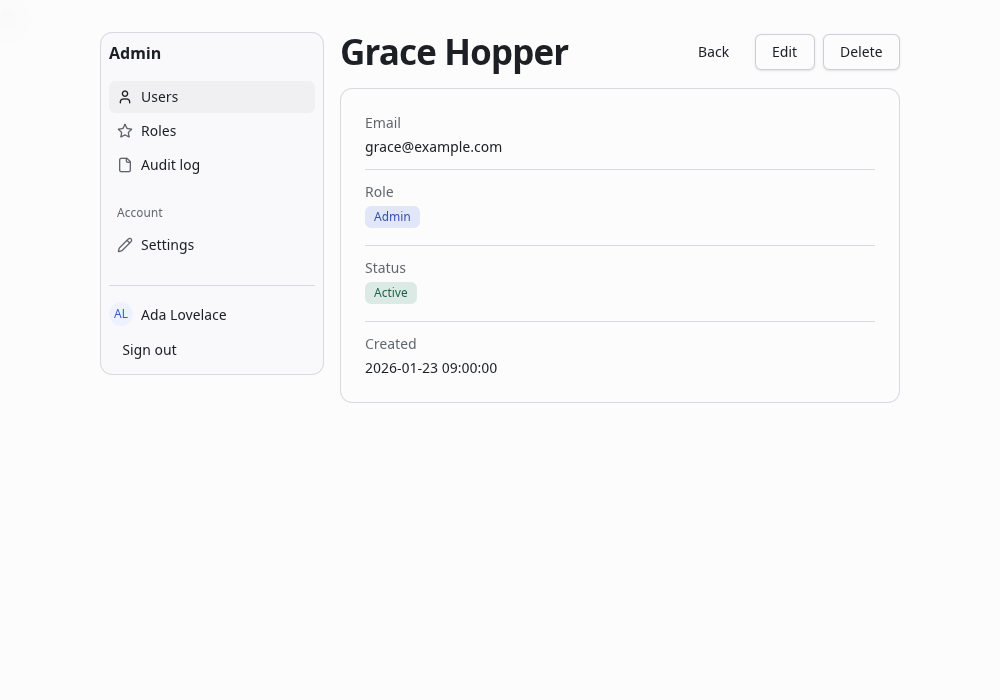 Admin
Users
Roles
Audit log
Account
Settings
AL Ada Lovelace
Sign out
Grace Hopper
Back Edit Delete
Email
grace@example.com
Role
Admin
Status
Active
Created
2026-01-23 09:00:00